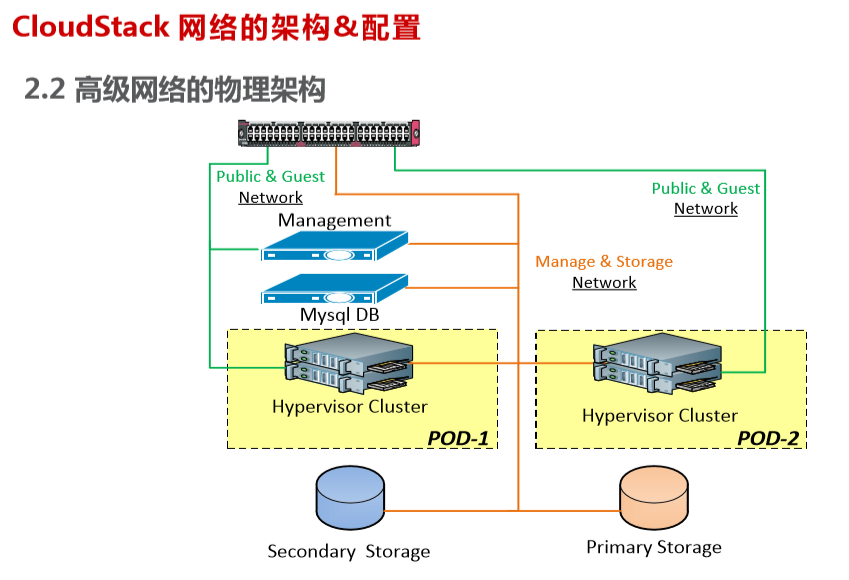 CloudStack 网络的架构&配置
2.2 高级网络的物理架构
Public & Guest
Network
Public & Guest
Network
Management
Manage & Storage
Network
Mysql DB
Hypervisor Cluster
POD-1
Hypervisor Cluster
POD-2
Secondary Storage
Primary Storage